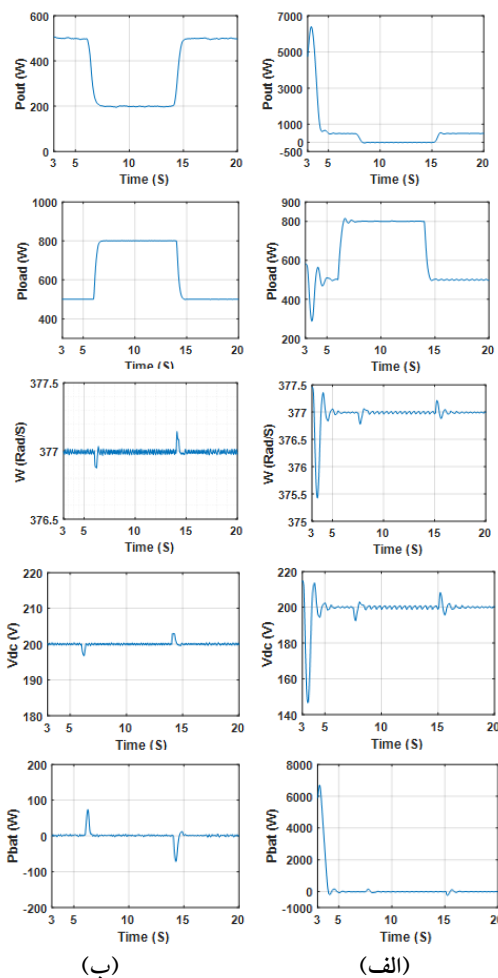 600
400
200
0
Pout (W)
3 5 10 15 20
Time (S)
7000
5000
3000
1000
-500
Pout (W)
3 5 10 15 20
Time (S)
1000
800
600
400
Pload (W)
3 5 10 15 20
Time (S)
800
600
400
200
Pload (W)
3 5 10 15 20
Time (S)
377.5
377
376.5
W (Rad/S)
3 5 10 15 20
Time (S)
377.5
377
376.5
376
375.5
375
W (Rad/S)
3 5 10 15 20
Time (S)
220
210
200
190
180
Vdc (V)
3 5 10 15 20
Time (S)
220
200
180
160
140
Vdc (V)
3 5 10 15 20
Time (S)
200
100
0
-100
-200
Pbat (W)
3 5 10 15 20
Time (S)
8000
6000
4000
2000
0
-1000
Pbat (W)
3 5 10 15 20
Time (S)
(الف) (ب)